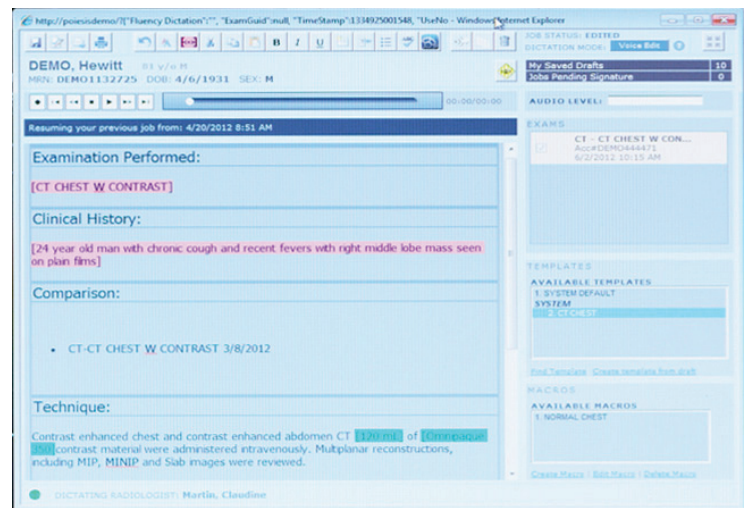 http://poiesisdemo/?{"Fluency Dictation":"", "ExamGuid":null, "TimeStamp":1334925001548, "UseNo - Windows Internet Explorer
JOB STATUS: EDITED
DICTATION MODE: Voice Edit
DEMO, Hewitt 81 y/o M
MRN: DEMO1132725 DOB: 4/6/1931 SEX: M
My Saved Drafts 10
Jobs Pending Signature 0
00:00/00:00
AUDIO LEVEL:
Resuming your previous job from: 4/20/2012 8:51 AM
Examination Performed:
[CT CHEST W CONTRAST]
Clinical History:
[24 year old man with chronic cough and recent fevers with right middle lobe mass seen
on plain films]
Comparison:
• CT-CT CHEST W CONTRAST 3/8/2012
Technique:
Contrast enhanced chest and contrast enhanced abdomen CT [120 mL] of [Omnipaque
350] contrast material were administered intravenously. Multiplanar reconstructions,
including MIP, MINIP and Slab images were reviewed.
EXAMS
CT - CT CHEST W CON...
Acc#DEMO444471
6/2/2012 10:15 AM
TEMPLATES
AVAILABLE TEMPLATES
1. SYSTEM DEFAULT
SYSTEM
2. CT CHEST
Find Template Create template from draft
MACROS
AVAILABLE MACROS
1. NORMAL CHEST
Create Macro | Edit Macro | Delete Macro
DICTATING RADIOLOGIST: Martin, Claudine